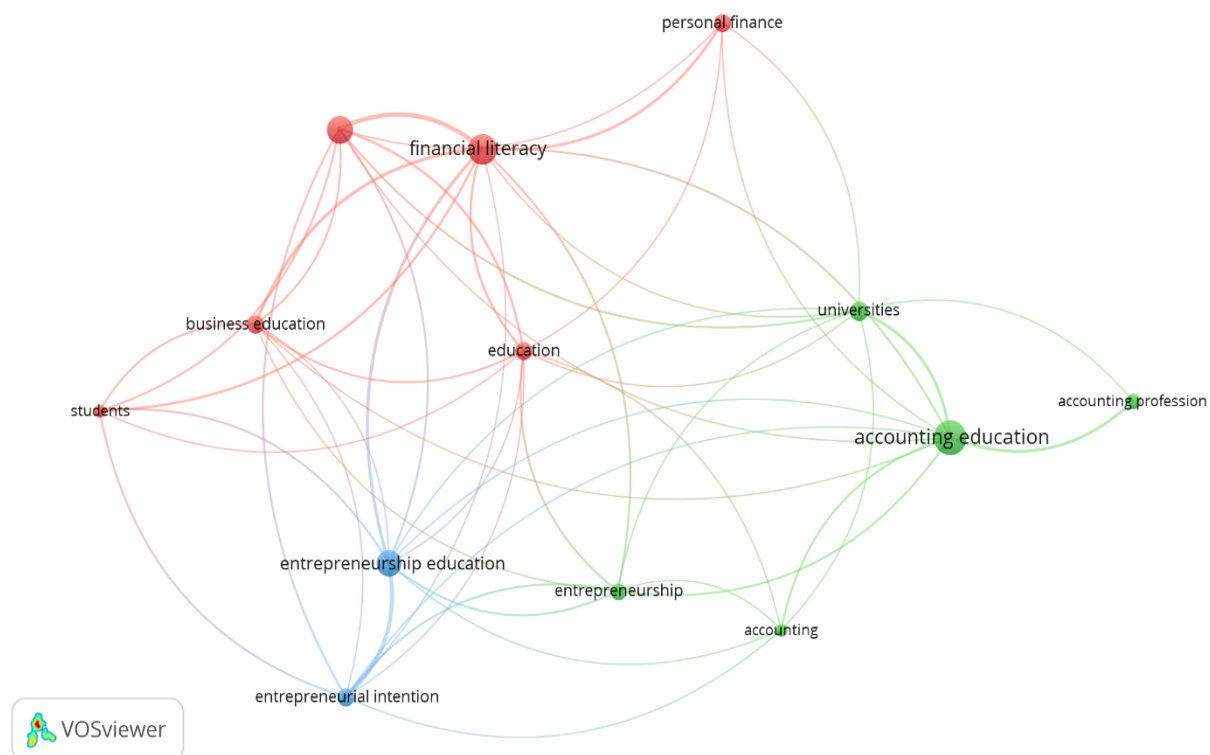 personal finance
financial literacy
universities
business education
education
accounting profession
students
accounting education
entrepreneurship education
entrepreneurship
accounting
entrepreneurial intention
VOSviewer